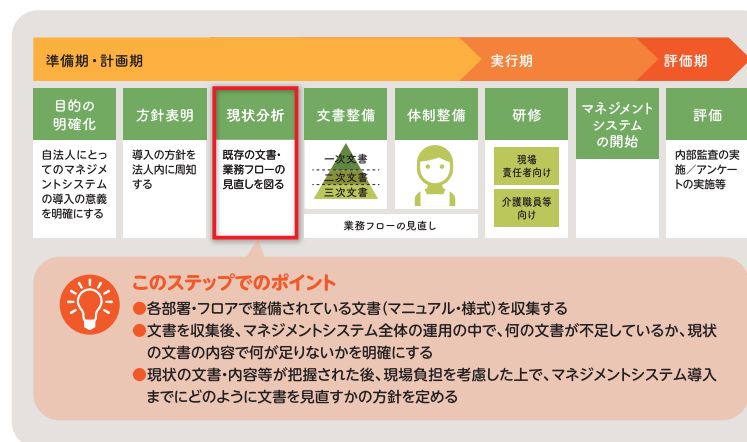 準備期・計画期
実行期
評価期
目的の
明確化
自法人にとっ
てのマネジメ
ントシステム
の導入の意義
を明確にする
方針表明
導入の方針を
法人内に周知
する
現状分析
既存の文書・
業務フローの
見直しを図る
文書整備
一次文書
二次文書
三次文書
体制整備
業務フローの見直し
研修
現場
責任者向け
介護職員等
向け
マネジメント
システム
の開始
評価
内部監査の実
施／アンケー
トの実施等
このステップでのポイント
●各部署・フロアで整備されている文書（マニュアル・様式）を収集する
●文書を収集後、マネジメントシステム全体の運用の中で、何の文書が不足しているか、現状
の文書の内容で何が足りないかを明確にする
●現状の文書・内容等が把握された後、現場負担を考慮した上で、マネジメントシステム導入
までにどのように文書を見直すかの方針を定める